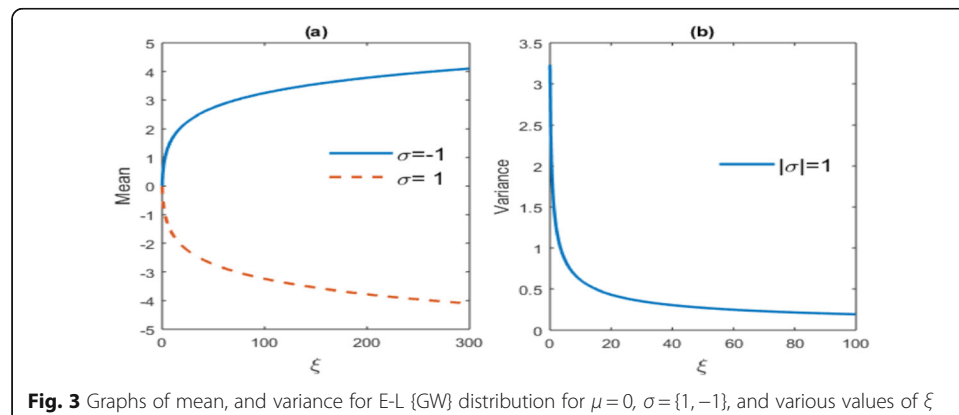 (a)
5
4
3
2
1
0
-1
-2
-3
-4
-5
Mean
σ=-1
σ= 1
0 100 200 300
ξ
(b)
3.5
3
2.5
2
1.5
1
0.5
0
Variance
|σ|=1
0 20 40 60 80 100
ξ
Fig. 3 Graphs of mean, and variance for E-L {GW} distribution for μ = 0, σ = {1, −1}, and various values of ξ